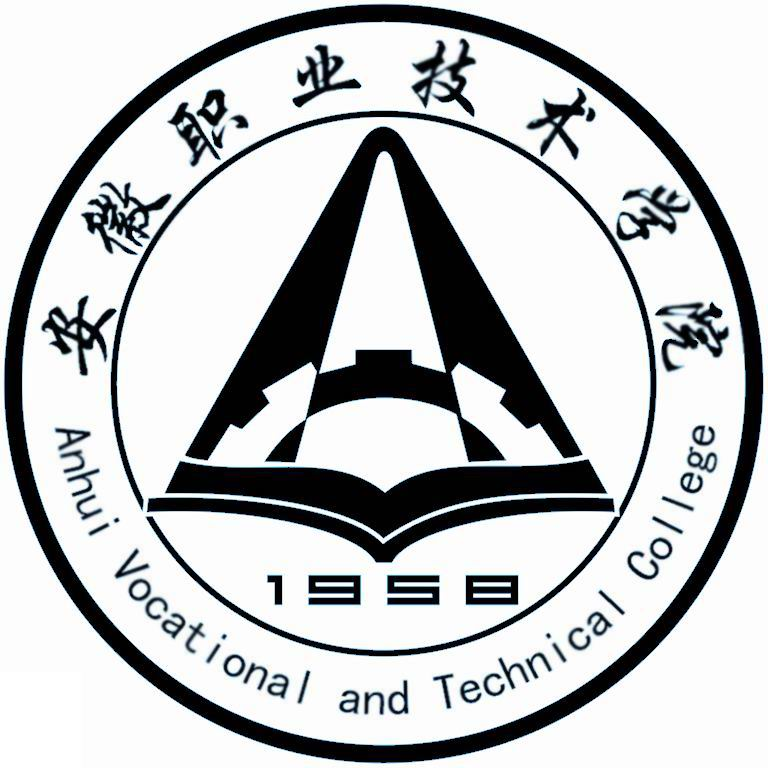 安徽职业技术学院
1958
Anhui Vocational and Technical College